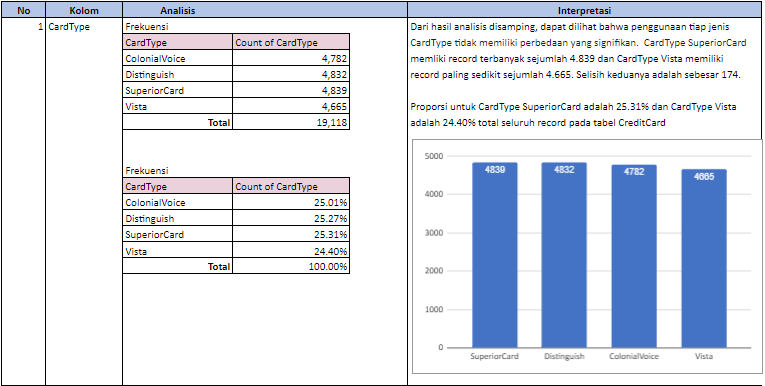 No Kolom Analisis Interpretasi
1 CardType
Frekuensi
CardType Count of CardType
ColonialVoice 4,782
Distinguish 4,832
SuperiorCard 4,839
Vista 4,665
Total 19,118
Frekuensi
CardType Count of CardType
ColonialVoice 25.01%
Distinguish 25.27%
SuperiorCard 25.31%
Vista 24.40%
Total 100.00%
Dari hasil analisis disamping, dapat dilihat bahwa penggunaan tiap jenis
CardType tidak memiliki perbedaan yang signifikan. CardType SuperiorCard
memliki record terbanyak sejumlah 4.839 dan CardType Vista memiliki
record paling sedikit sejumlah 4.665. Selisih keduanya adalah sebesar 174.
Proporsi untuk CardType SuperiorCard adalah 25.31% dan CardType Vista
adalah 24.40% total seluruh record pada tabel CreditCard
5000
4000
3000
2000
1000
0
4839 4832 4782 4665
SuperiorCard Distinguish ColonialVoice Vista